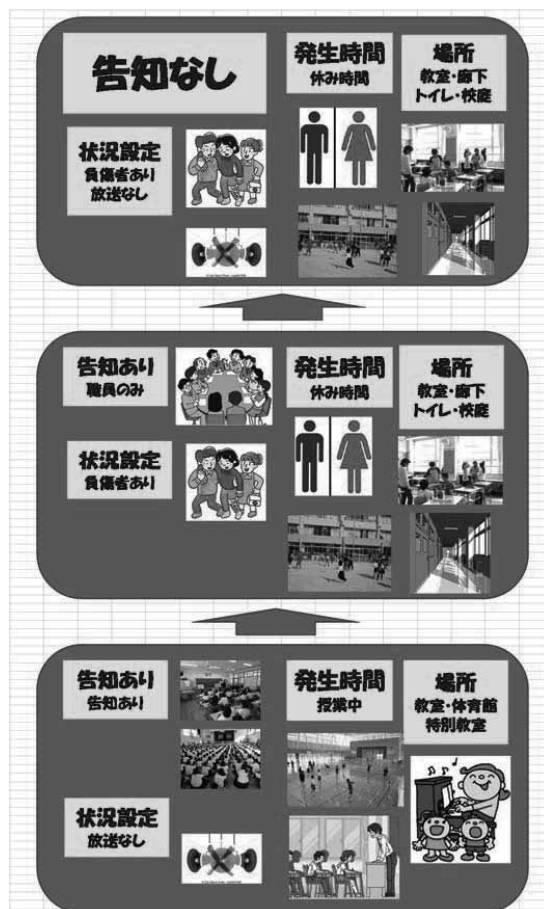 告知なし
発生時間
休み時間
場所
教室・廊下
トイレ・校庭
状況設定
負傷者あり
放送なし
告知あり
職員のみ
発生時間
休み時間
場所
教室・廊下
トイレ・校庭
状況設定
負傷者あり
告知あり
告知あり
発生時間
授業中
場所
教室・体育館
特別教室
状況設定
放送なし